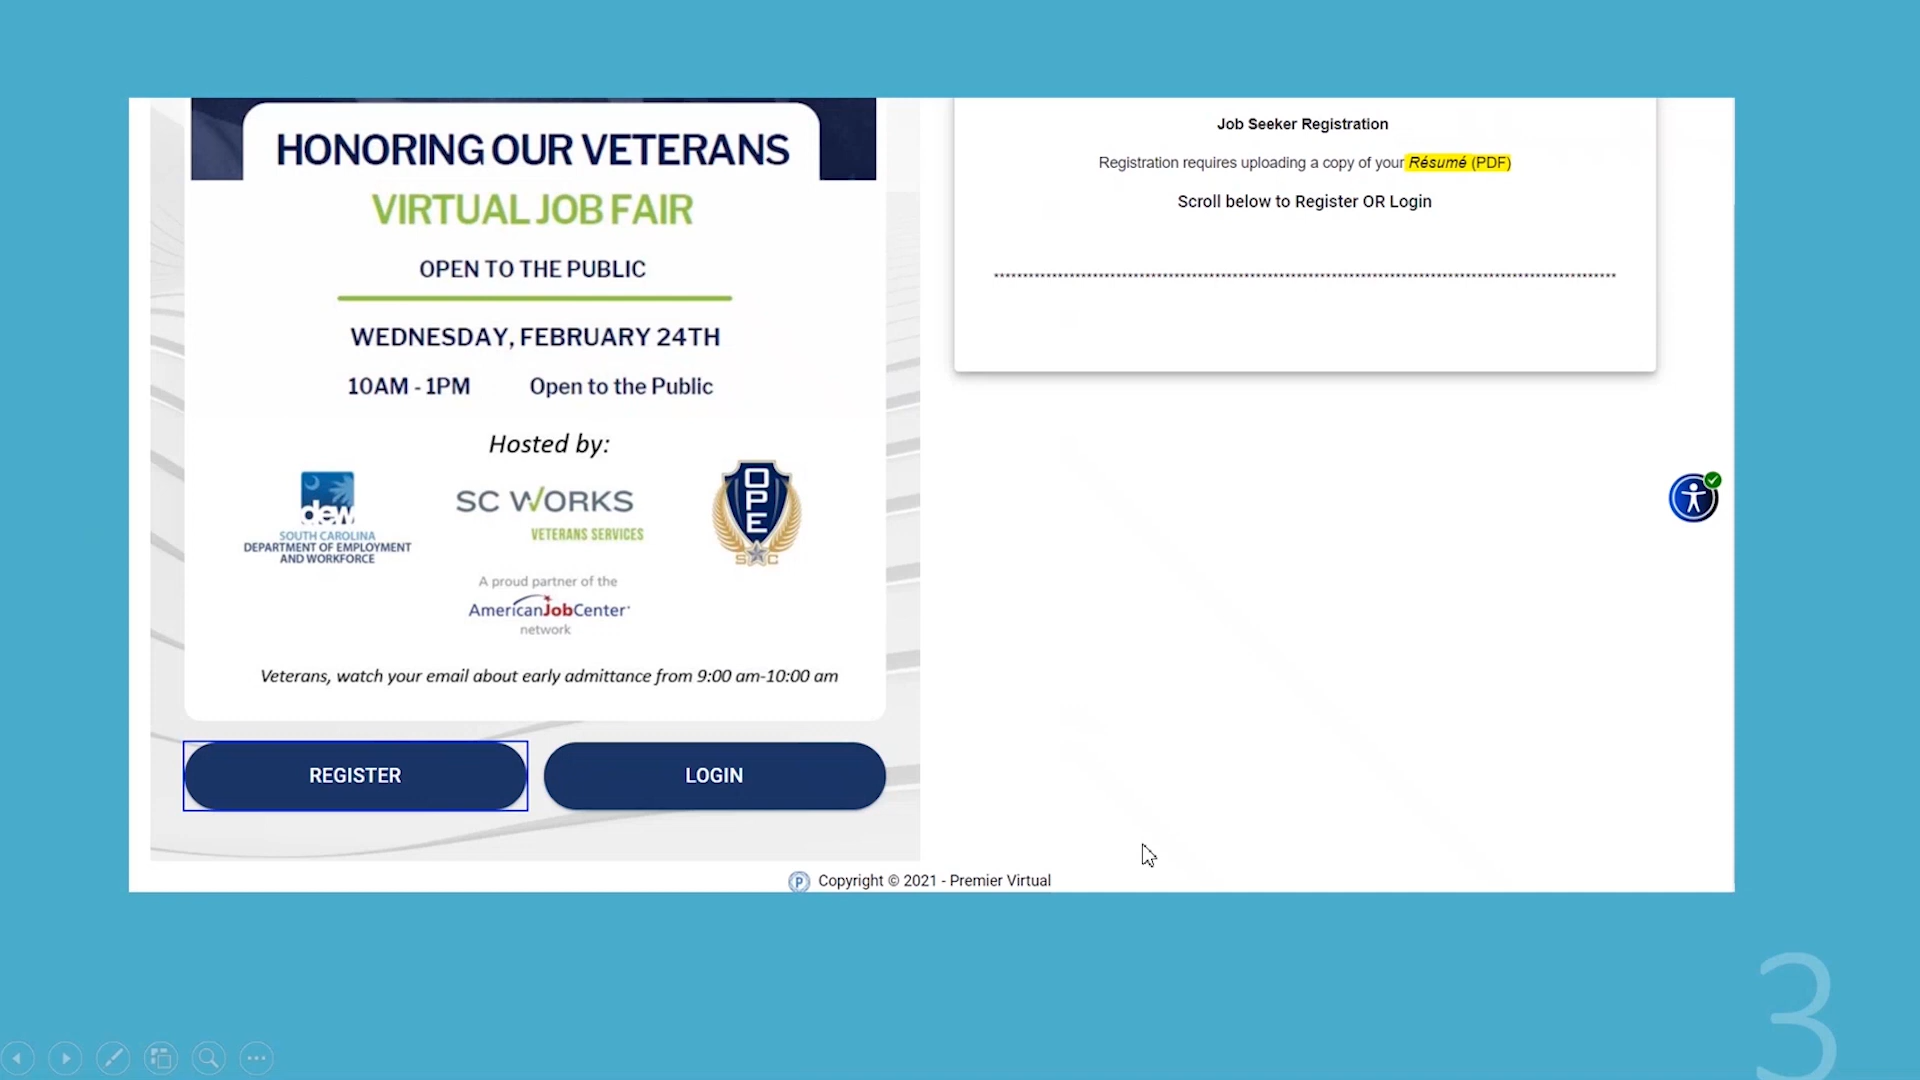 HONORING OUR VETERANS
VIRTUAL JOB FAIR
OPEN TO THE PUBLIC
WEDNESDAY, FEBRUARY 24TH
10AM - 1PM Open to the Public
Hosted by:
dew
SOUTH CAROLINA
DEPARTMENT OF EMPLOYMENT
AND WORKFORCE
SC WORKS
VETERANS SERVICES
OPE
SC
A proud partner of the
AmericanJobCenter
network
Veterans, watch your email about early admittance from 9:00 am-10:00 am
REGISTER
LOGIN
Job Seeker Registration
Registration requires uploading a copy of your Résumé (PDF)
Scroll below to Register OR Login
P Copyright © 2021 - Premier Virtual
3